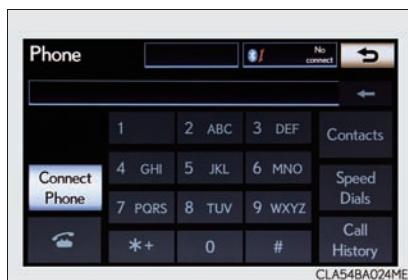 Phone
No
connect
1
2 ABC
3 DEF
Contacts
4 GHI
5 JKL
6 MNO
Connect
Phone
Speed
Dials
7 PQRS
8 TUV
9 WXYZ
*+
0
#
Call
History
CLA54BA024ME